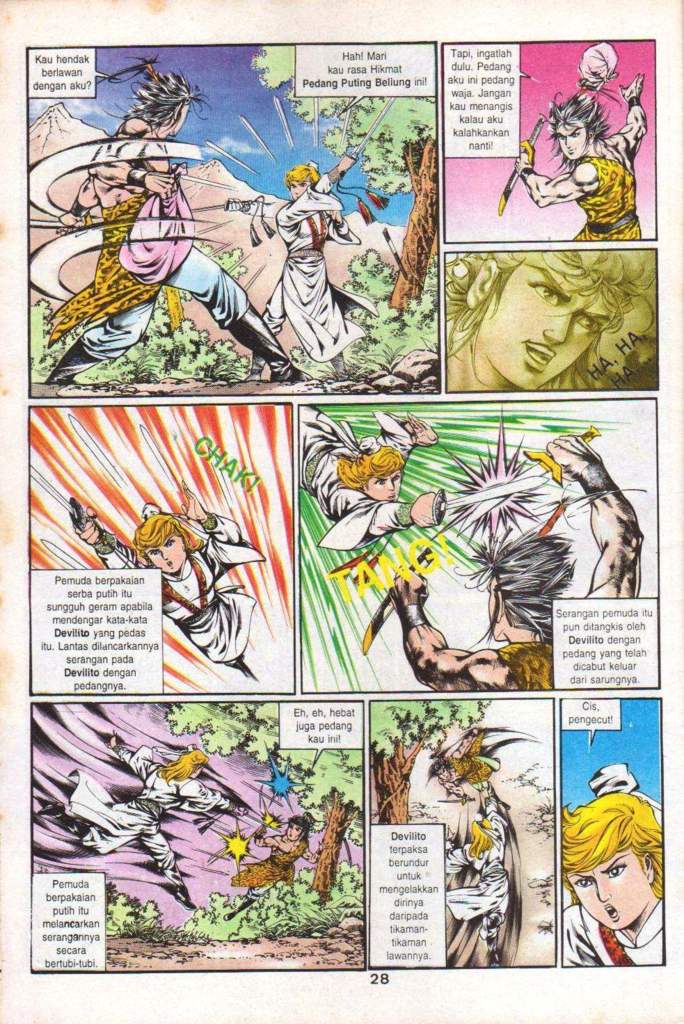 Kau hendak
berlawan
dengan aku?
Hah! Mari
kau rasa Hikmat
Pedang Puting Beliung ini!
Tapi, ingatlah
dulu. Pedang
aku ini pedang
waja. Jangan
kau menangis
kalau aku
kalahkankan
nanti!
HA, HA,
HA.
CHAK!
Pemuda berpakaian
serba putih itu
sungguh geram apabila
mendengar kata-kata
Devilito yang pedas
itu. Lantas dilancarkannya
serangan pada
Devilito dengan
pedangnya.
TANG!
Serangan pemuda itu
pun ditangkis oleh
Devilito dengan
pedang yang telah
dicabut keluar
dari sarungnya.
Eh, eh, hebat
juga pedang
kau ini!
Pemuda
berpakaian
putih itu
melancarkan
serangannya
secara
bertubi-tubi.
Devilito
terpaksa
berundur
untuk
mengelakkan
dirinya
daripada
tikaman-
tikaman
lawannya.
Cis,
pengecut!
28